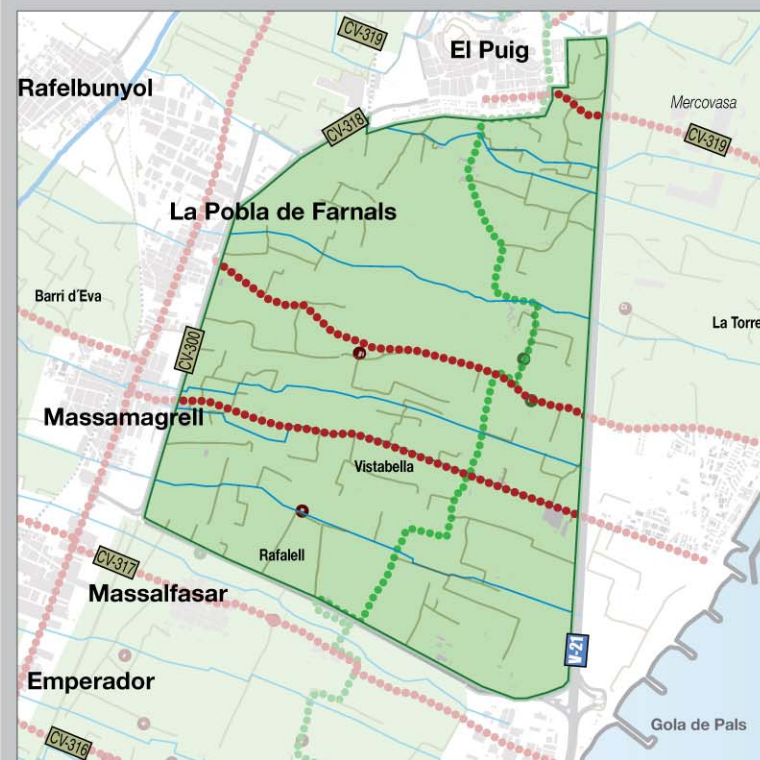 CV-319
El Puig
Rafelbunyol
Mercovasa
CV-318
CV-319
La Pobla de Farnals
Barri d´Eva
La Torre
CV-300
Massamagrell
Vistabella
Rafalell
CV-317
Massalfasar
V-21
Emperador
Gola de Pals
CV-316